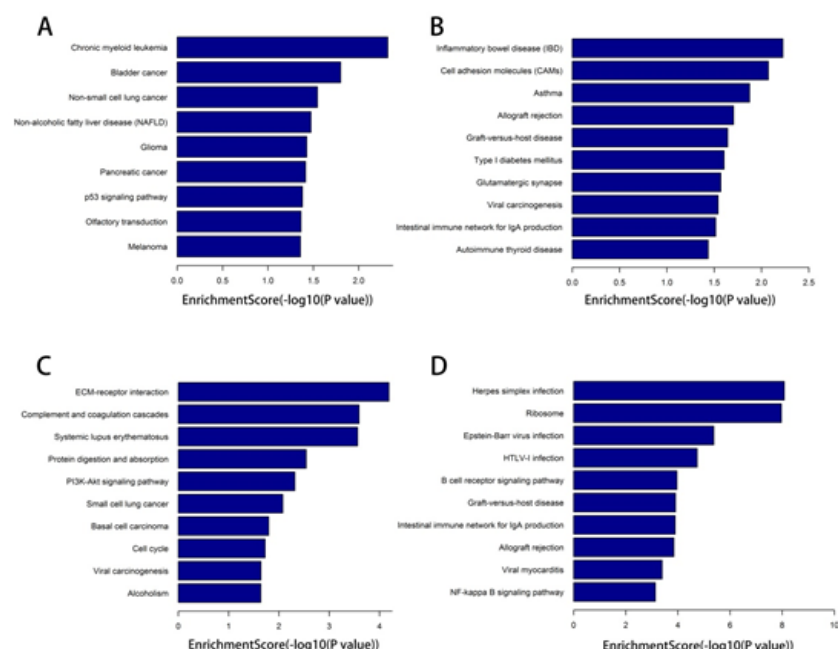 A
Chronic myeloid leukemia
Bladder cancer
Non-small cell lung cancer
Non-alcoholic fatty liver disease (NAFLD)
Glioma
Pancreatic cancer
p53 signaling pathway
Olfactory transduction
Melanoma
0.0 0.5 1.0 1.5 2.0
EnrichmentScore(-log10(P value))
B
Inflammatory bowel disease (IBD)
Cell adhesion molecules (CAMs)
Asthma
Allograft rejection
Graft-versus-host disease
Type I diabetes mellitus
Glutamatergic synapse
Viral carcinogenesis
Intestinal immune network for IgA production
Autoimmune thyroid disease
0.0 0.5 1.0 1.5 2.0 2.5
EnrichmentScore(-log10(P value))
C
ECM-receptor interaction
Complement and coagulation cascades
Systemic lupus erythematosus
Protein digestion and absorption
PI3K-Akt signaling pathway
Small cell lung cancer
Basal cell carcinoma
Cell cycle
Viral carcinogenesis
Alcoholism
0 1 2 3 4
EnrichmentScore(-log10(P value))
D
Herpes simplex infection
Ribosome
Epstein-Barr virus infection
HTLV-I infection
B cell receptor signaling pathway
Graft-versus-host disease
Intestinal immune network for IgA production
Allograft rejection
Viral myocarditis
NF-kappa B signaling pathway
0 2 4 6 8 10
EnrichmentScore(-log10(P value))